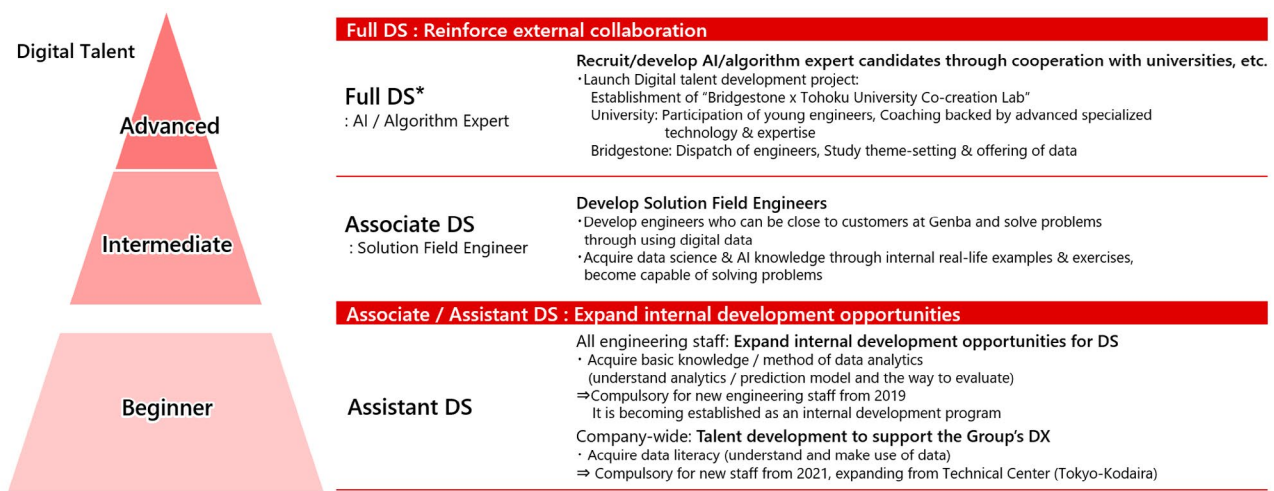 Digital Talent
Advanced
Intermediate
Beginner
Full DS : Reinforce external collaboration
Full DS*
: AI / Algorithm Expert
Recruit/develop AI/algorithm expert candidates through cooperation with universities, etc.
・Launch Digital talent development project:
Establishment of “Bridgestone x Tohoku University Co-creation Lab”
University: Participation of young engineers, Coaching backed by advanced specialized
technology & expertise
Bridgestone: Dispatch of engineers, Study theme-setting & offering of data
Associate DS
: Solution Field Engineer
Develop Solution Field Engineers
・Develop engineers who can be close to customers at Genba and solve problems
through using digital data
・Acquire data science & AI knowledge through internal real-life examples & exercises,
become capable of solving problems
Associate / Assistant DS : Expand internal development opportunities
Assistant DS
All engineering staff: Expand internal development opportunities for DS
・ Acquire basic knowledge / method of data analytics
(understand analytics / prediction model and the way to evaluate)
⇒Compulsory for new engineering staff from 2019
It is becoming established as an internal development program
Company-wide: Talent development to support the Group’s DX
・ Acquire data literacy (understand and make use of data)
⇒ Compulsory for new staff from 2021, expanding from Technical Center (Tokyo-Kodaira)